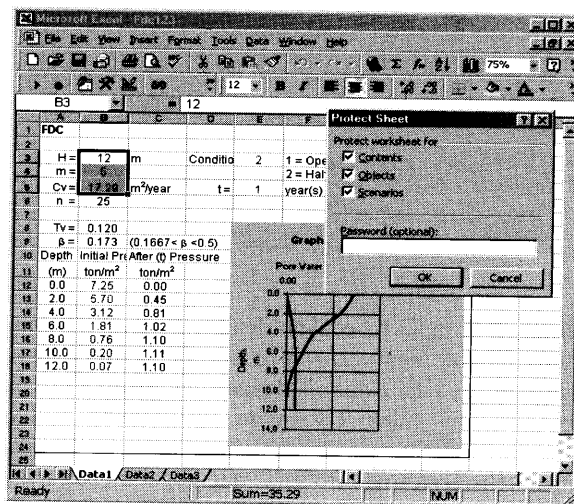 Microsoft Excel - Fdc123
File Edit View Insert Format Tools Data Window Help
75%
12
B3 = 12
A B C D E F
1 FDC
2
3 H = 12 m Conditio 2 1 = Ope
4 m = 6 2 = Hal
5 Cv = 17.29 m²/year t = 1 year(s)
6 n = 25
7
8 Tv = 0.120
9 β = 0.173 (0.1667< β <0.5)
10 Depth Initial Pre After (t) Pressure
11 (m) ton/m² ton/m²
12 0.0 7.25 0.00
13 2.0 5.70 0.45
14 4.0 3.12 0.81
15 6.0 1.81 1.02
16 8.0 0.76 1.10
17 10.0 0.20 1.11
18 12.0 0.07 1.10
19
20
21
22
23
24
25
Graph
Pore Water
0.00
0.0
2.0
4.0
6.0
8.0
10.0
12.0
14.0
Depth, m
Protect Sheet
Protect worksheet for
Contents
Objects
Scenarios
Password (optional):
OK Cancel
Data1 Data2 Data3
Ready Sum=35.29 NUM